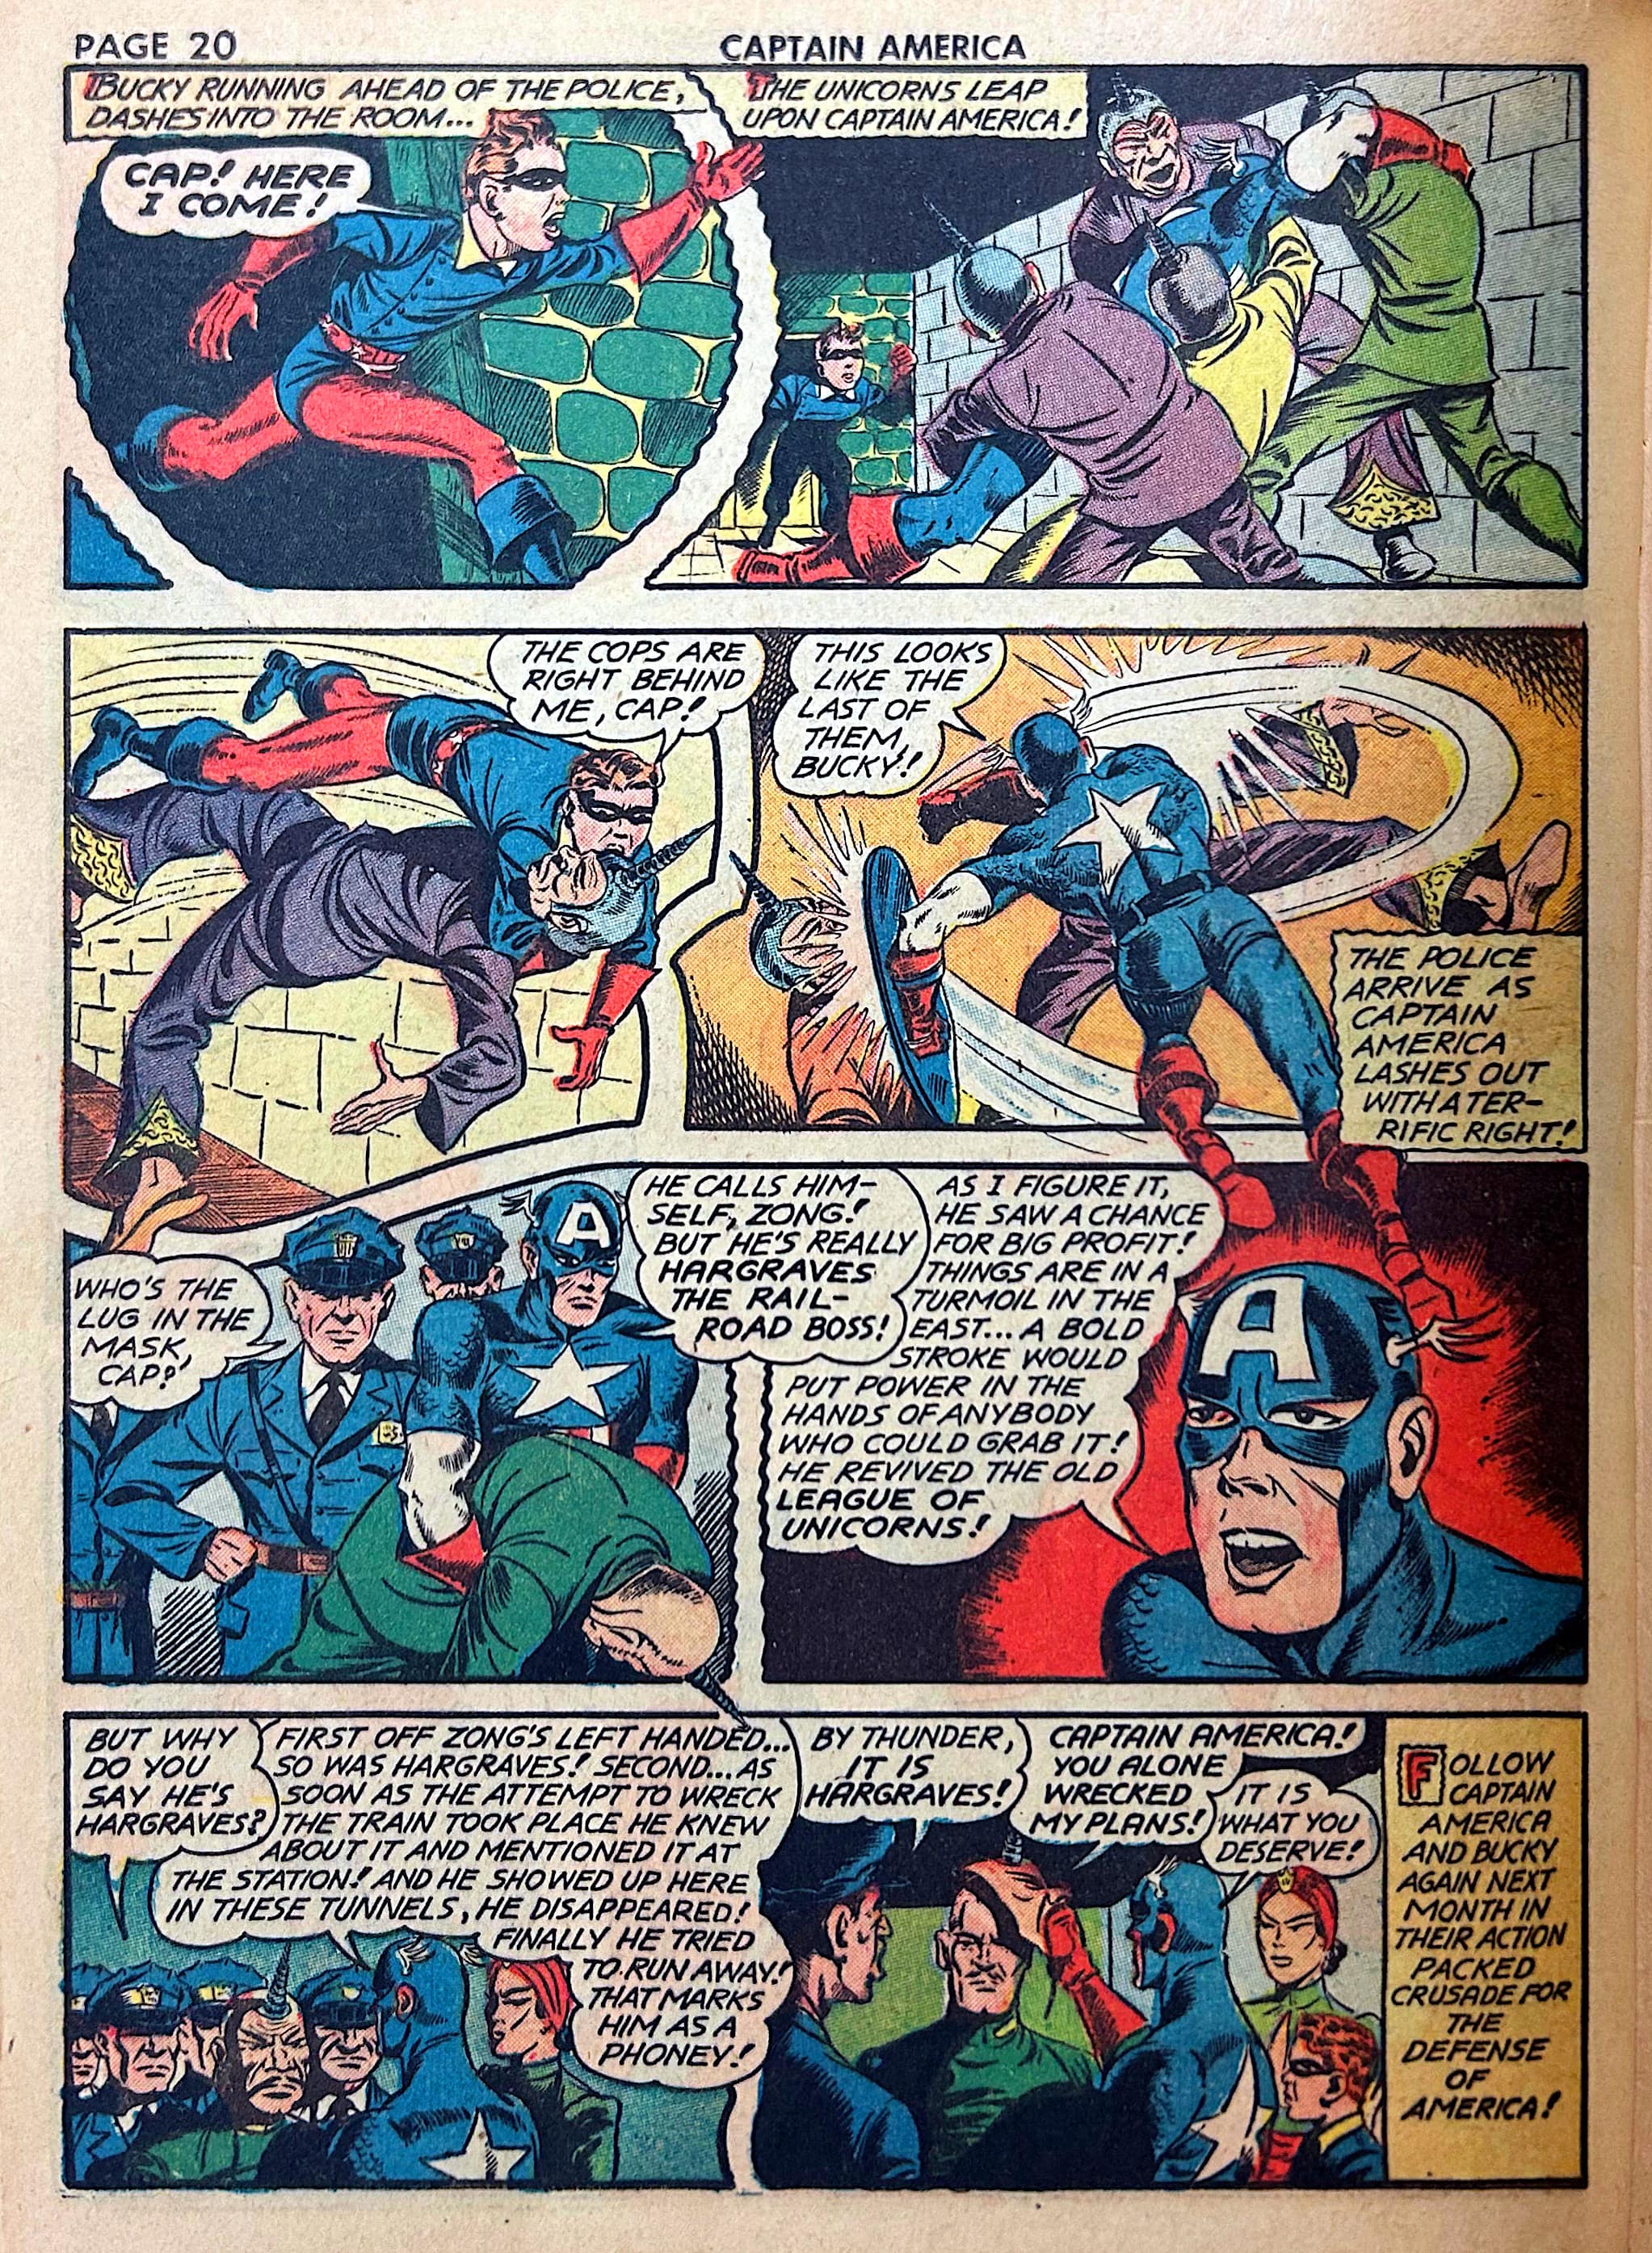 PAGE 20
CAPTAIN AMERICA
BUCKY RUNNING AHEAD OF THE POLICE,
DASHES INTO THE ROOM...
CAP! HERE
I COME!
THE UNICORNS LEAP
UPON CAPTAIN AMERICA!
THE COPS ARE
RIGHT BEHIND
ME, CAP!
THIS LOOKS
LIKE THE
LAST OF
THEM,
BUCKY!
THE POLICE
ARRIVE AS
CAPTAIN
AMERICA
LASHES OUT
WITH A TER-
RIFIC RIGHT!
WHO'S THE
LUG IN THE
MASK,
CAP?
HE CALLS HIM-
SELF, ZONG!
BUT HE'S REALLY
HARGRAVES
THE RAIL-
ROAD BOSS!
A
AS I FIGURE IT,
HE SAW A CHANCE
FOR BIG PROFIT!
THINGS ARE IN A
TURMOIL IN THE
EAST... A BOLD
STROKE WOULD
PUT POWER IN THE
HANDS OF ANYBODY
WHO COULD GRAB IT!
HE REVIVED THE OLD
LEAGUE OF
UNICORNS!
A
BUT WHY
DO YOU
SAY HE'S
HARGRAVES?
FIRST OFF ZONG'S LEFT HANDED...
SO WAS HARGRAVES! SECOND... AS
SOON AS THE ATTEMPT TO WRECK
THE TRAIN TOOK PLACE HE KNEW
ABOUT IT AND MENTIONED IT AT
THE STATION! AND HE SHOWED UP HERE
IN THESE TUNNELS, HE DISAPPEARED!
FINALLY HE TRIED
TO RUN AWAY!
THAT MARKS
HIM AS A
PHONEY!
BY THUNDER,
IT IS
HARGRAVES!
CAPTAIN AMERICA!
YOU ALONE
WRECKED
MY PLANS!
IT IS
WHAT YOU
DESERVE!
FOLLOW
CAPTAIN
AMERICA
AND BUCKY
AGAIN NEXT
MONTH IN
THEIR ACTION
PACKED
CRUSADE FOR
THE
DEFENSE
OF
AMERICA!